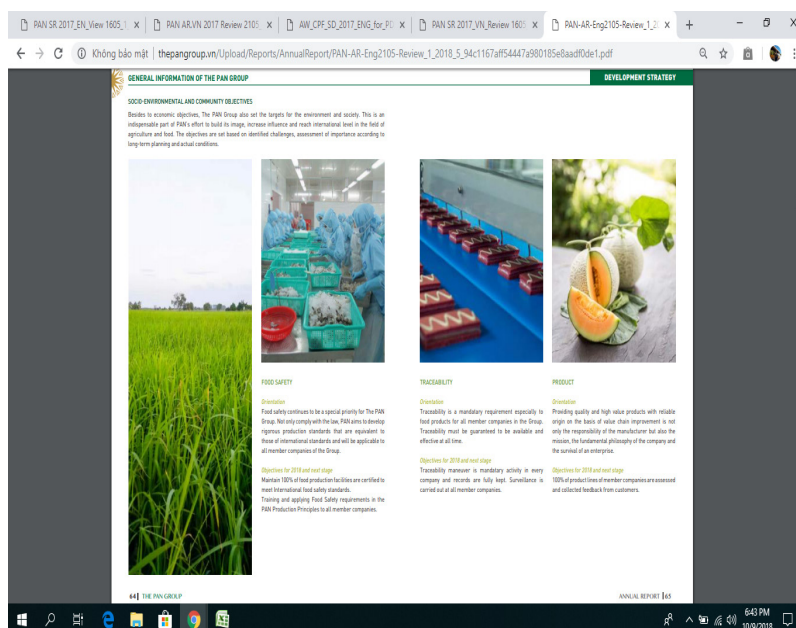 PAN SR 2017_EN_View 1605_1
PAN AR.VN 2017 Review 2105_
AW_CPF_SD_2017_ENG_for_PD
PAN SR 2017_VN_Review 1605
PAN-AR-Eng2105-Review_1_20
Không bảo mật | thepangroup.vn/Upload/Reports/AnnualReport/PAN-AR-Eng2105-Review_1_2018_5_94c1167aff54447a980185e8aadf0de1.pdf
GENERAL INFORMATION OF THE PAN GROUP
DEVELOPMENT STRATEGY
SOCIO-ENVIRONMENTAL AND COMMUNITY OBJECTIVES
Besides to economic objectives, The PAN Group also set the targets for the environment and society. This is an
indispensable part of PAN's effort to build its image, increase influence and reach international level in the field of
agriculture and food. The objectives are set based on identified challenges, assessment of importance according to
long-term planning and actual conditions.
FOOD SAFETY
Orientation
Food safety continues to be a special priority for The PAN
Group. Not only comply with the law, PAN aims to develop
rigorous production standards that are equivalent to
those of international standards and will be applicable to
all member companies of the Group.
Objectives for 2018 and next stage
Maintain 100% of food production facilities are certified to
meet International food safety standards.
Training and applying Food Safety requirements in the
PAN Production Principles to all member companies.
TRACEABILITY
Orientation
Traceability is a mandatory requirement especially to
food products for all member companies in the Group.
Traceability must be guaranteed to be available and
effective at all time.
Objectives for 2018 and next stage
Traceability maneuver is mandatory activity in every
company and records are fully kept. Surveillance is
carried out at all member companies.
PRODUCT
Orientation
Providing quality and high value products with reliable
origin on the basis of value chain improvement is not
only the responsibility of the manufacturer but also the
mission, the fundamental philosophy of the company and
the survival of an enterprise.
Objectives for 2018 and next stage
100% of product lines of member companies are assessed
and collected feedback from customers.
64 | THE PAN GROUP
ANNUAL REPORT | 65
6:43 PM
10/9/2018